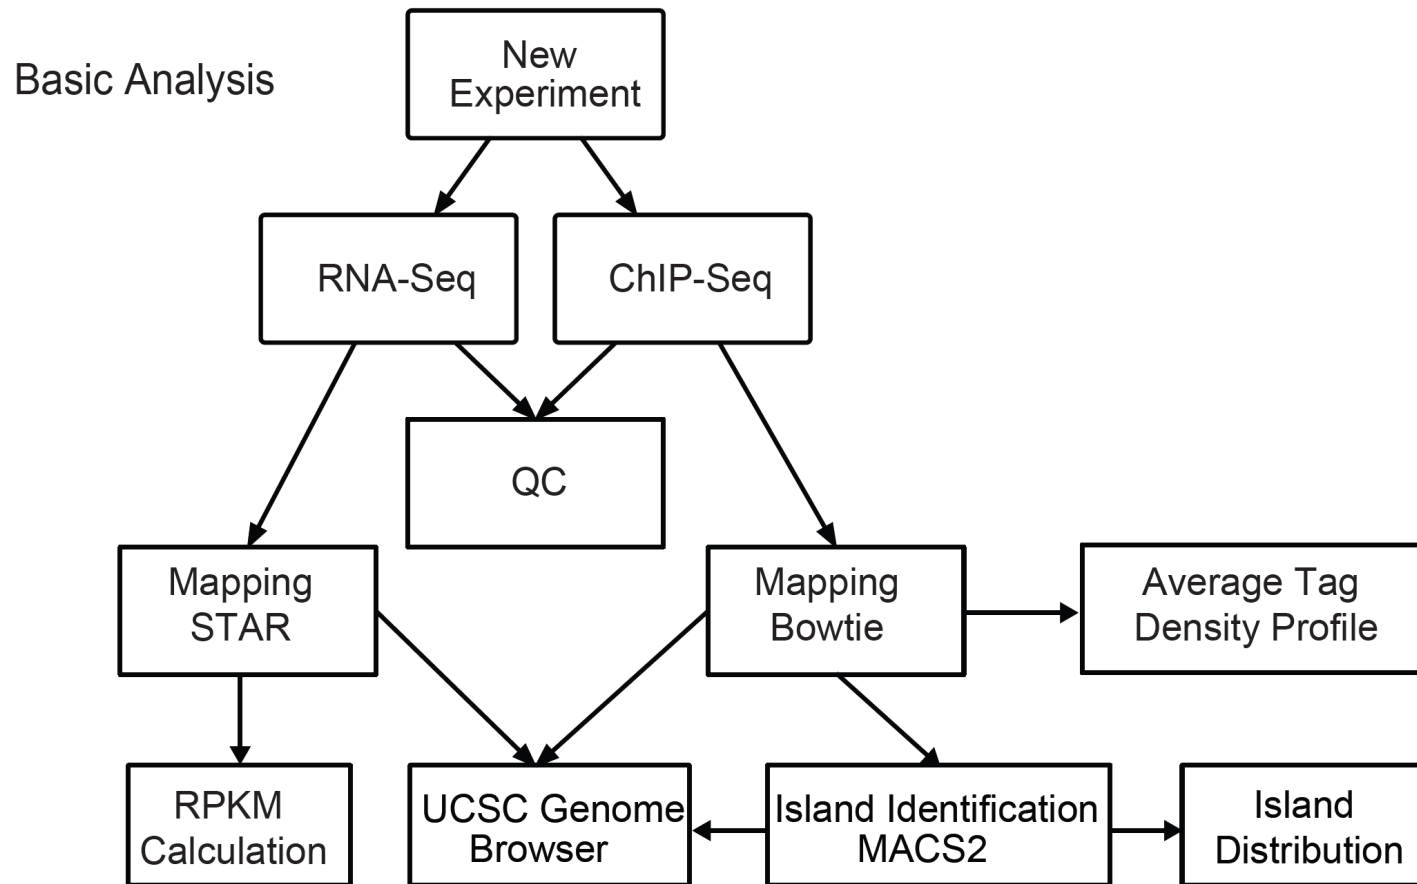 Basic Analysis
New
Experiment
RNA-Seq
ChIP-Seq
QC
Mapping
STAR
Mapping
Bowtie
Average Tag
Density Profile
RPKM
Calculation
UCSC Genome
Browser
Island Identification
MACS2
Island
Distribution